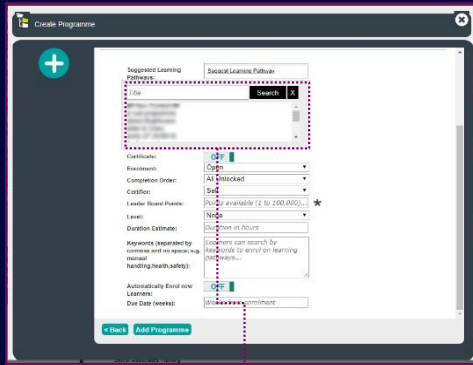 Create Programme
Suggested Learning Pathways:
Suggest Learning Pathway
Title
Search X
Certificate: OFF
Enrolment: Open
Completion Order: All Unlocked
Certifier: Self
Leader Board Points: Points available (1 to 100,000)... *
Level: None
Duration Estimate: Duration in hours
Keywords (separated by
commas and no space, e.g.
manual
handling,health,safety):
Learners can search by
keywords to enrol on learning
pathways...
Automatically Enrol new
Learners:
OFF
Due Date (weeks): Weeks from enrolment
< Back Add Programme